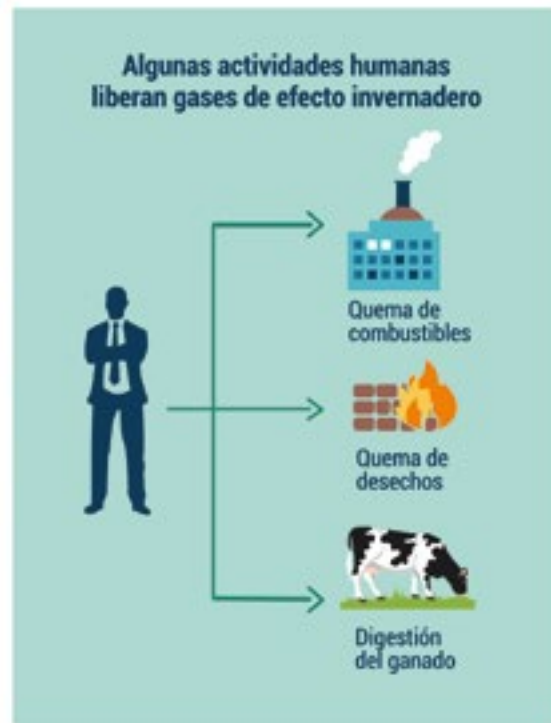 Algunas actividades humanas
liberan gases de efecto invernadero
Quema de
combustibles
Quema de
desechos
Digestión
del ganado